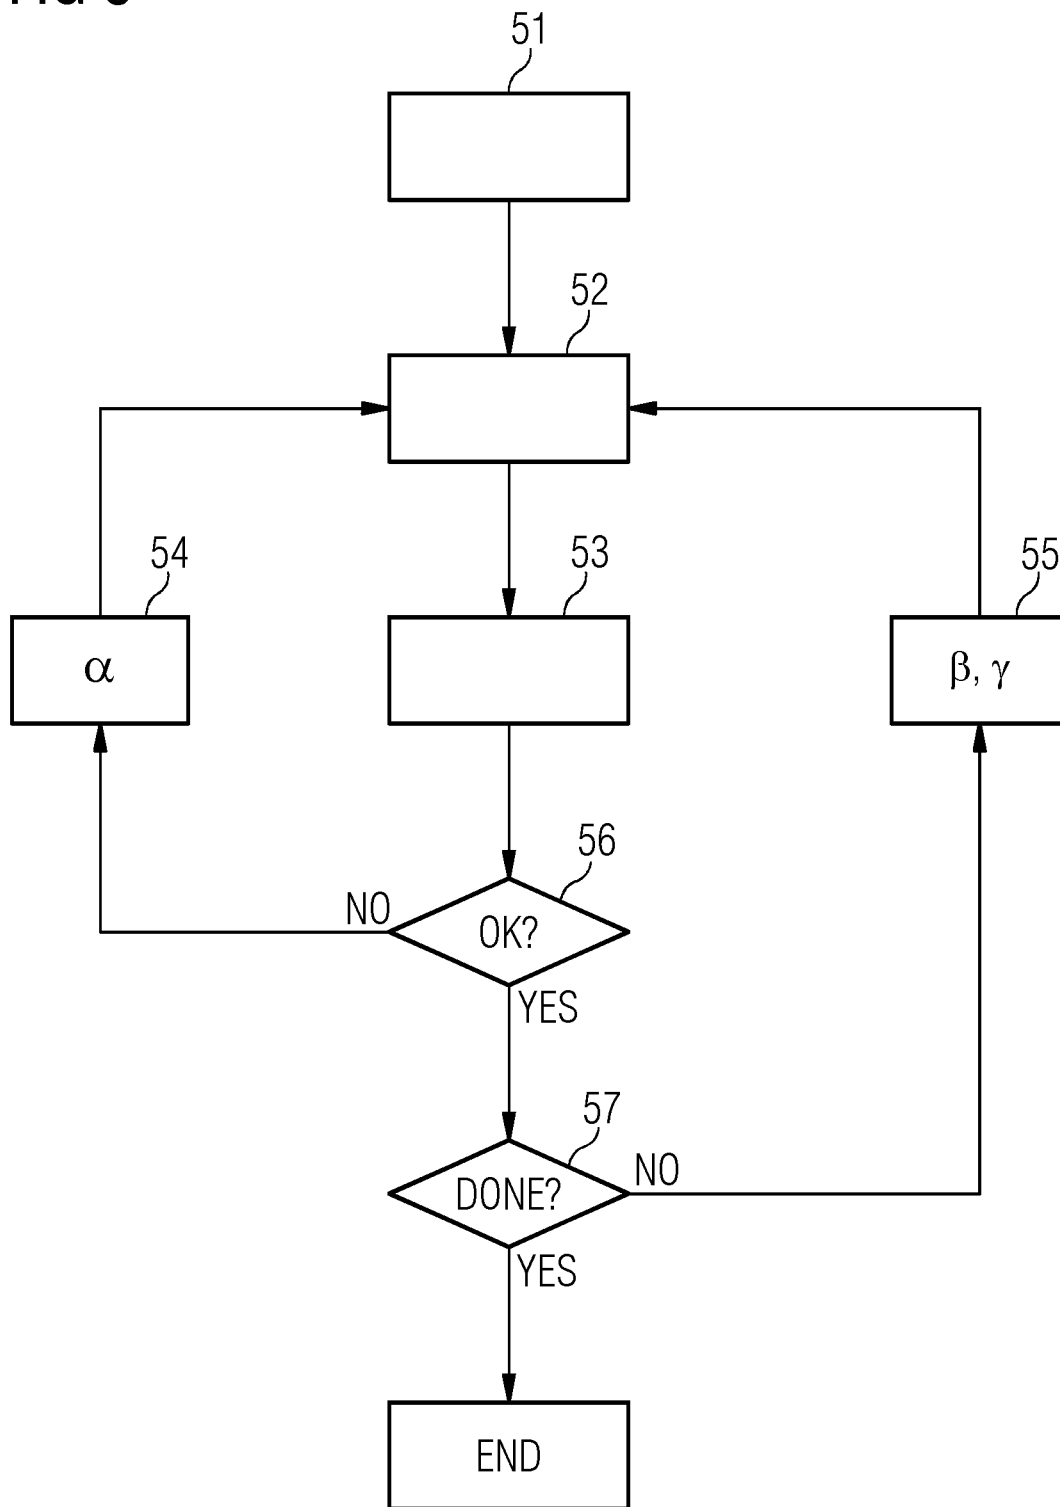 51
52
54
53
55
α
β, γ
56
NO
OK?
YES
57
NO
DONE?
YES
END